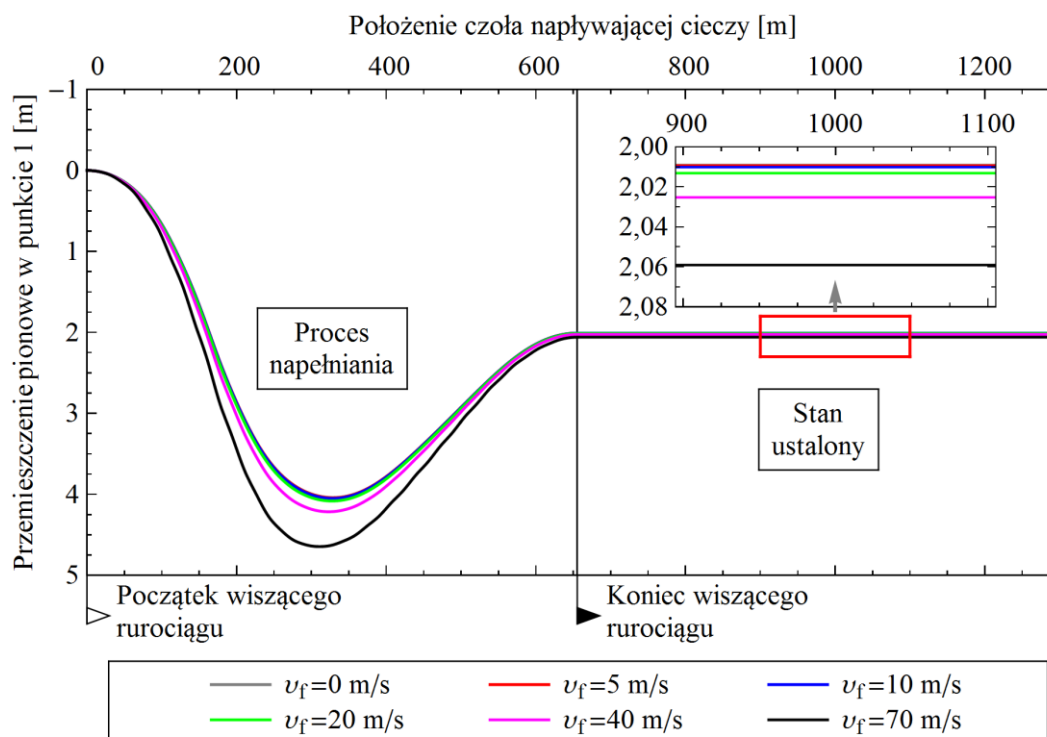 Położenie czoła napływającej cieczy [m]
0 200 400 600 800 1000 1200
Przemieszczenie pionowe w punkcie 1 [m]
−1
0
1
2
3
4
5
900 1000 1100
2,00
2,02
2,04
2,06
2,08
Proces
napełniania
Stan
ustalony
Początek wiszącego
rurociągu
Koniec wiszącego
rurociągu
υf=0 m/s υf=5 m/s υf=10 m/s
υf=20 m/s υf=40 m/s υf=70 m/s